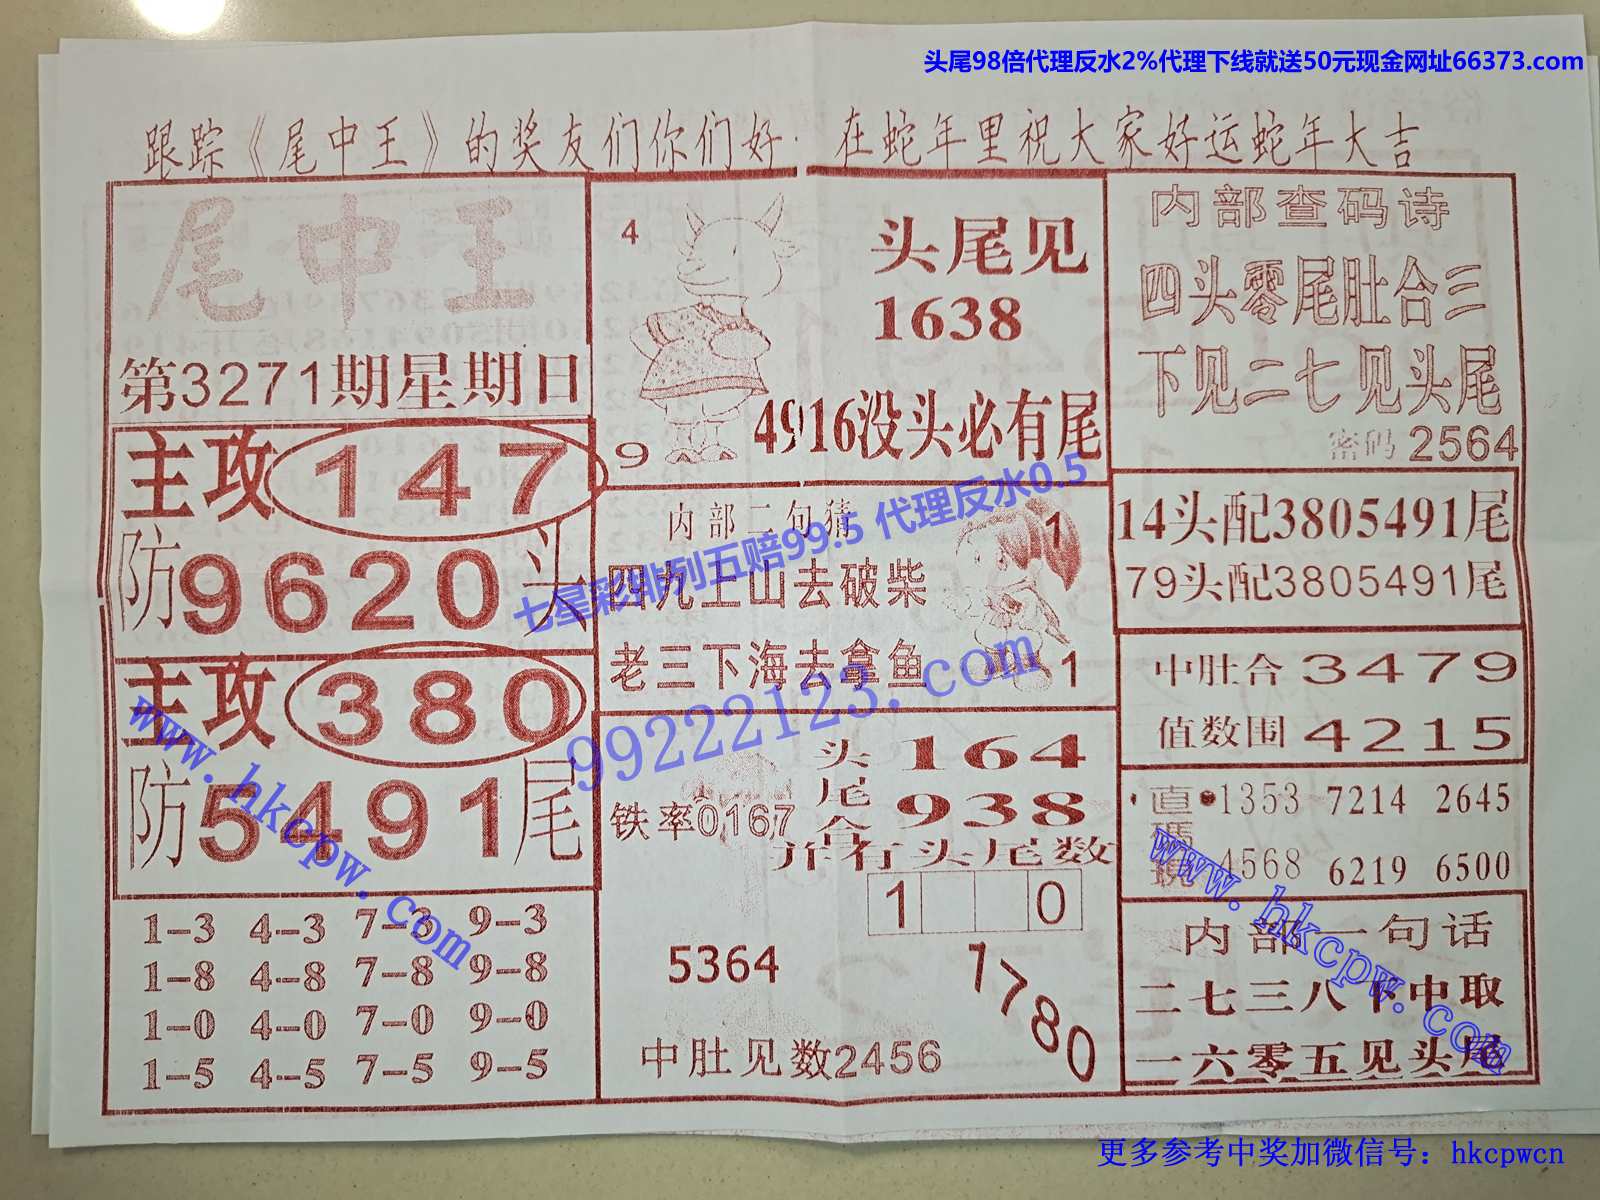 头尾98倍代理反水2%代理下线就送50元现金网址66373.com
跟踪《尾中王》的奖友们你们好· 在蛇年里祝大家好运蛇年大吉
尾中王
第3271期星期日
主攻147
防9620头
主攻380
防5491尾
1-3 4-3 7-3 9-3
1-8 4-8 7-8 9-8
1-0 4-0 7-0 9-0
1-5 4-5 7-5 9-5
4
9
头尾见
1638
4916没头必有尾
内部二句猜
四九上山去破柴
老三下海去拿鱼
1
1
铁率0167
头尾合
164
938
并有头尾数
1 0
5364
1780
中肚见数2456
内部查码诗
四头零尾肚合三
下见二七见头尾
密码2564
14头配3805491尾
79头配3805491尾
中肚合3479
值数围4215
直码
1353 7214 2645
4568 6219 6500
内部一句话
二七三八下中取
一六零五见头尾
七星彩排列五赔99.5 代理反水0.5
99222123.com
www.hkcpw.com
www.hkcpw.com
更多参考中奖加微信号：hkcpwcn